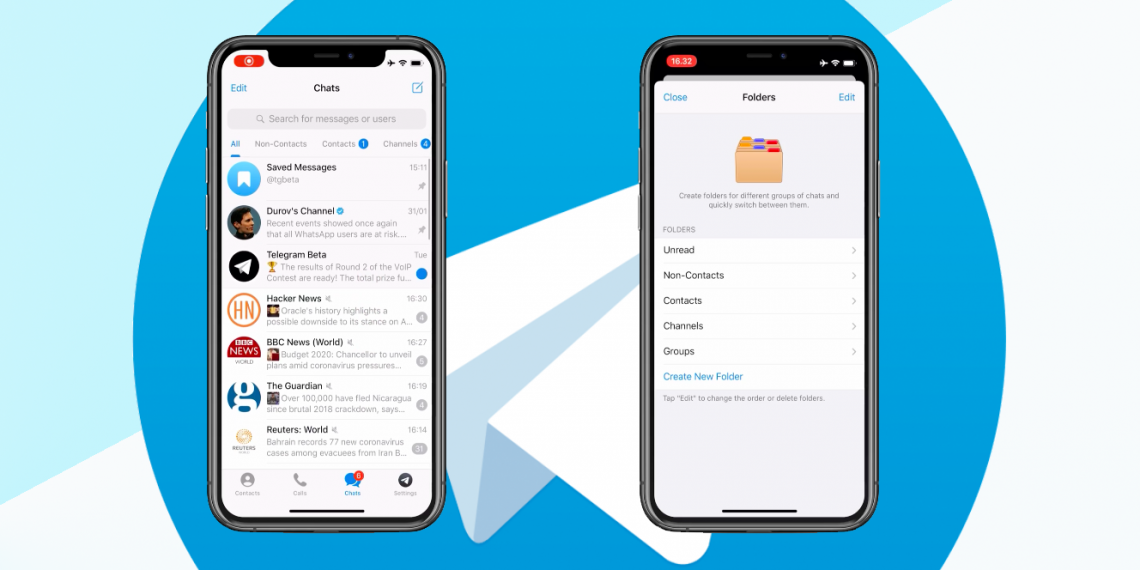 Edit
Chats
Search for messages or users
All
Non-Contacts
Contacts 1
Channels 4
Saved Messages 15:11
@tgbeta
Durov's Channel 31/01
Recent events showed once again
that all WhatsApp users are at risk....
Telegram Beta Tue
🏆 The results of Round 2 of the VoIP
Contest are ready! The total prize fu...
HN
Hacker News 16:30
Oracle's history highlights a
possible downside to its stance on A... 4
BBC
NEWS
WORLD
BBC News (World) 16:27
Budget 2020: Chancellor to unveil
plans amid coronavirus pressures... 5
The Guardian 16:19
Over 100,000 have fled Nicaragua
since brutal 2018 crackdown, says... 4
REUTERS
Reuters: World 16:14
Bahrain records 77 new coronavirus
cases among evacuees from Iran B... 31
Contacts
Calls
6
Chats
Settings
16.32
Close
Folders
Edit
Create folders for different groups of chats and
quickly switch between them.
FOLDERS
Unread
Non-Contacts
Contacts
Channels
Groups
Create New Folder
Tap "Edit" to change the order or delete folders.